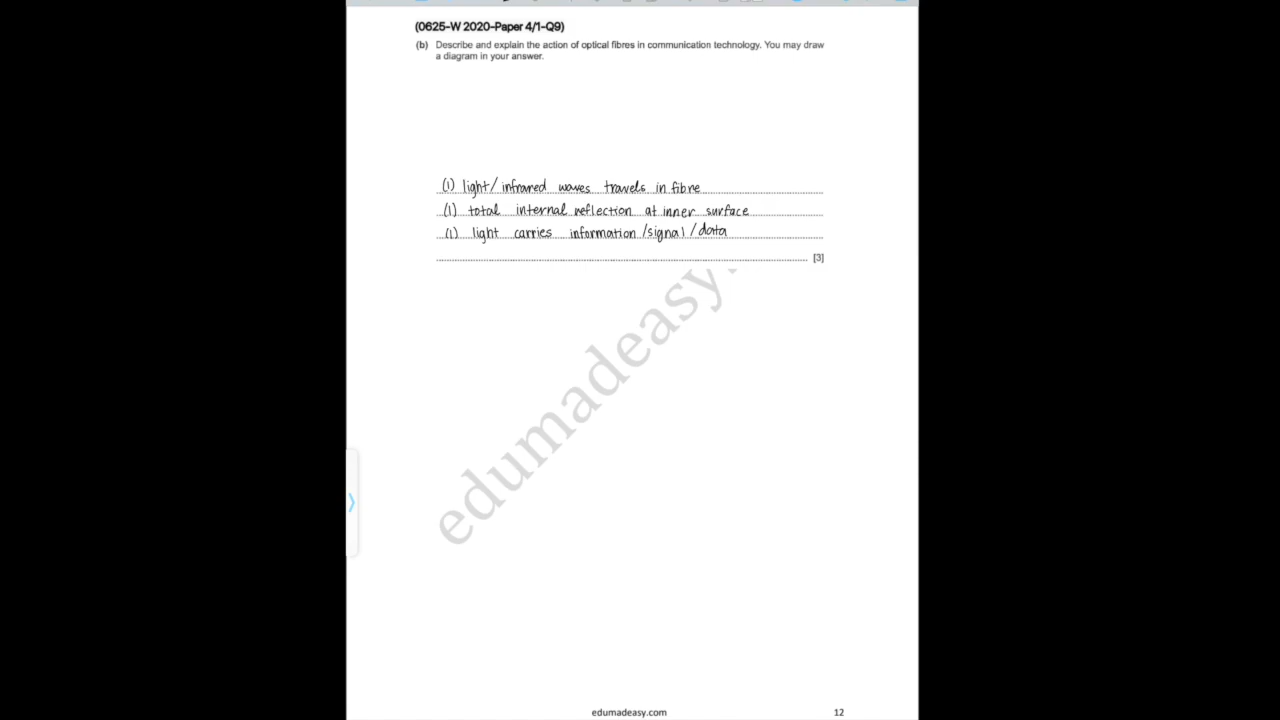 (0625-W 2020-Paper 4/1-Q9)
(b) Describe and explain the action of optical fibres in communication technology. You may draw
a diagram in your answer.
(1) light/infrared waves travels in fibre
(1) total internal reflection at inner surface
(1) light carries information/signal/data
[3]
edumadeasy.
edumadeasy.com 12